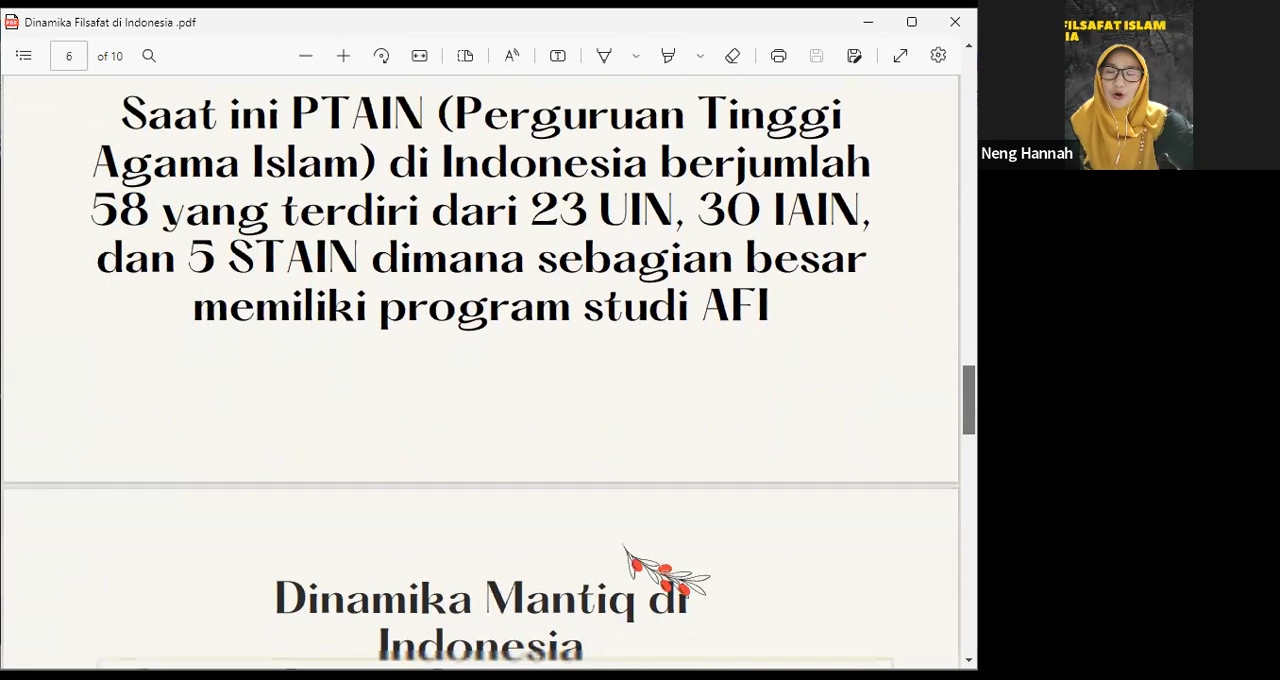 Dinamika Filsafat di Indonesia .pdf
6 of 10
Saat ini PTAIN (Perguruan Tinggi
Agama Islam) di Indonesia berjumlah
58 yang terdiri dari 23 UIN, 30 IAIN,
dan 5 STAIN dimana sebagian besar
memiliki program studi AFI
Dinamika Mantiq di
Indonesia
FILSAFAT ISLAM
IA
Neng Hannah